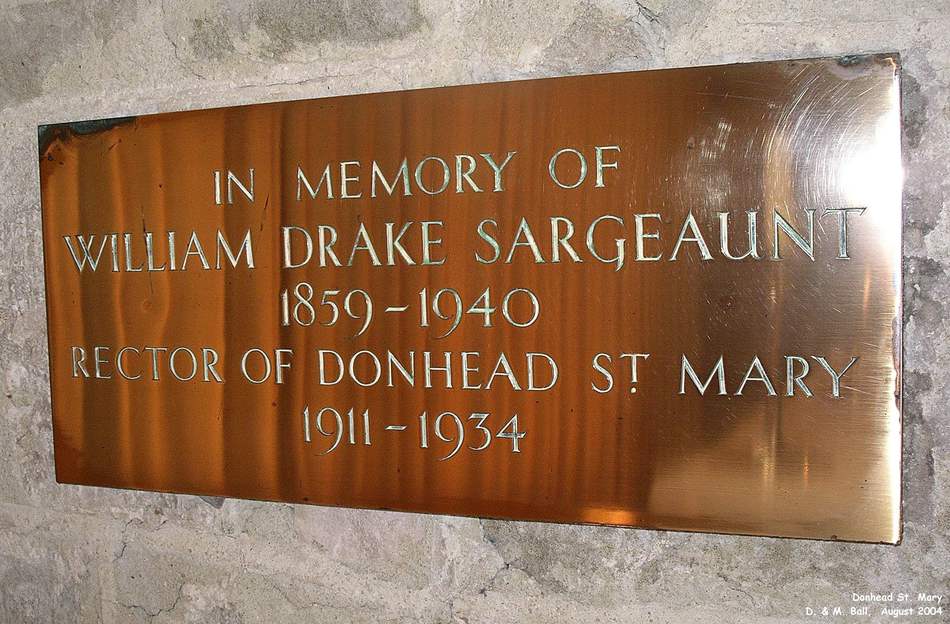 IN MEMORY OF
WILLIAM DRAKE SARGEAUNT
1859 - 1940
RECTOR OF DONHEAD ST. MARY
1911 - 1934
Donhead St. Mary
D. & M. Ball, August 2004